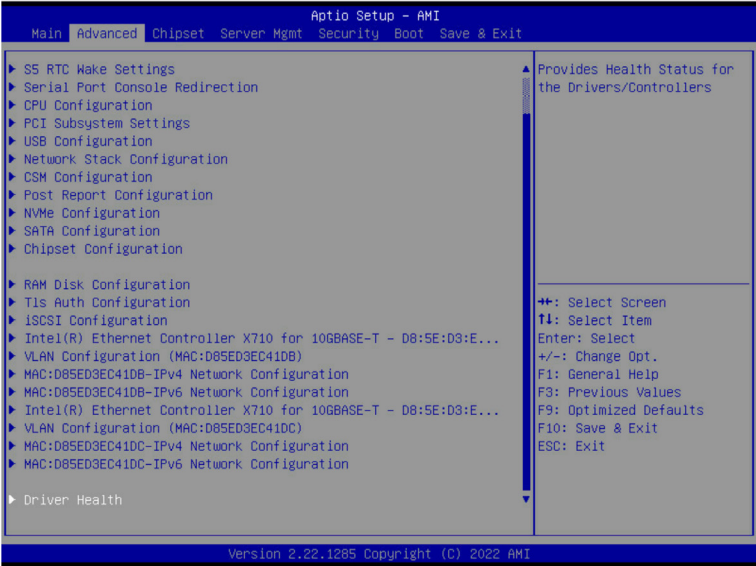 Aptio Setup – AMI
Main Advanced Chipset Server Mgmt Security Boot Save & Exit
S5 RTC Wake Settings
Serial Port Console Redirection
CPU Configuration
PCI Subsystem Settings
USB Configuration
Network Stack Configuration
CSM Configuration
Post Report Configuration
NVMe Configuration
SATA Configuration
Chipset Configuration
RAM Disk Configuration
Tls Auth Configuration
iSCSI Configuration
Intel(R) Ethernet Controller X710 for 10GBASE-T – D8:5E:D3:E...
VLAN Configuration (MAC:D85ED3EC41DB)
MAC:D85ED3EC41DB-IPv4 Network Configuration
MAC:D85ED3EC41DB-IPv6 Network Configuration
Intel(R) Ethernet Controller X710 for 10GBASE-T – D8:5E:D3:E...
VLAN Configuration (MAC:D85ED3EC41DC)
MAC:D85ED3EC41DC-IPv4 Network Configuration
MAC:D85ED3EC41DC-IPv6 Network Configuration
Driver Health
Provides Health Status for
the Drivers/Controllers
→←: Select Screen
↑↓: Select Item
Enter: Select
+/-: Change Opt.
F1: General Help
F3: Previous Values
F9: Optimized Defaults
F10: Save & Exit
ESC: Exit
Version 2.22.1285 Copyright (C) 2022 AMI